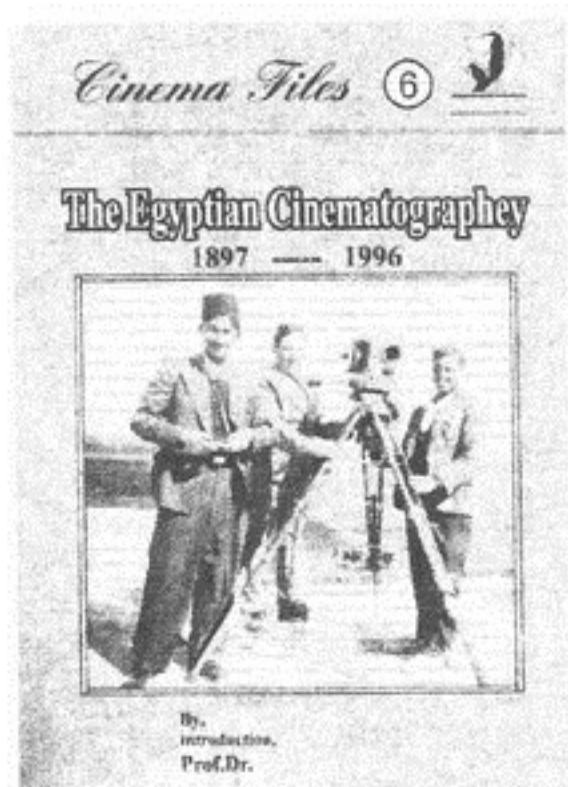 Cinema Files 6
The Egyptian Cinematographey
1897 — 1996
By.
introduction.
Prof.Dr.